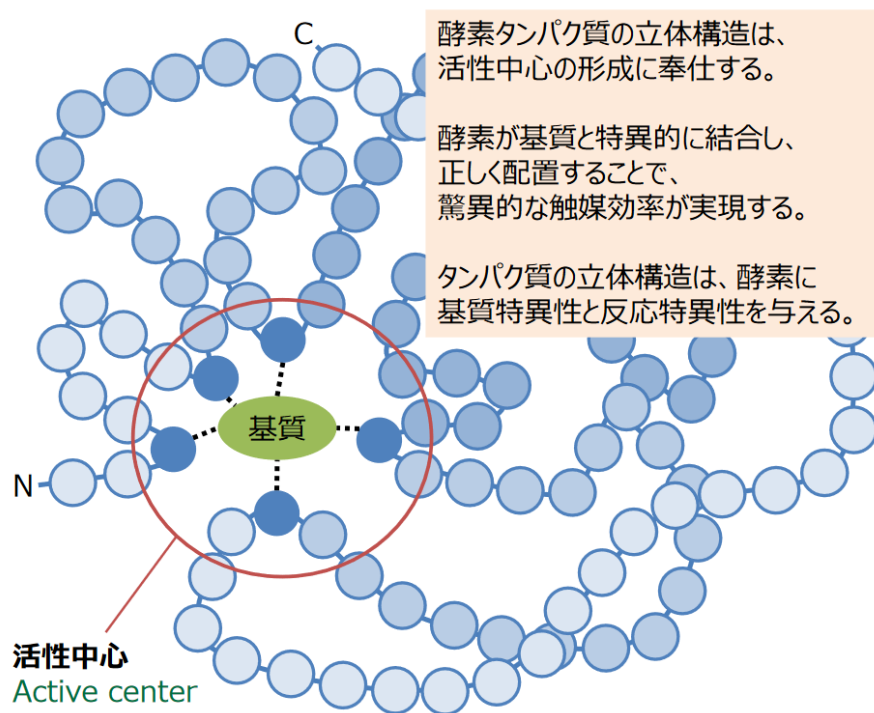 C
酵素タンパク質の立体構造は、
活性中心の形成に奉仕する。
酵素が基質と特異的に結合し、
正しく配置することで、
驚異的な触媒効率が実現する。
タンパク質の立体構造は、酵素に
基質特異性と反応特異性を与える。
基質
N
活性中心
Active center